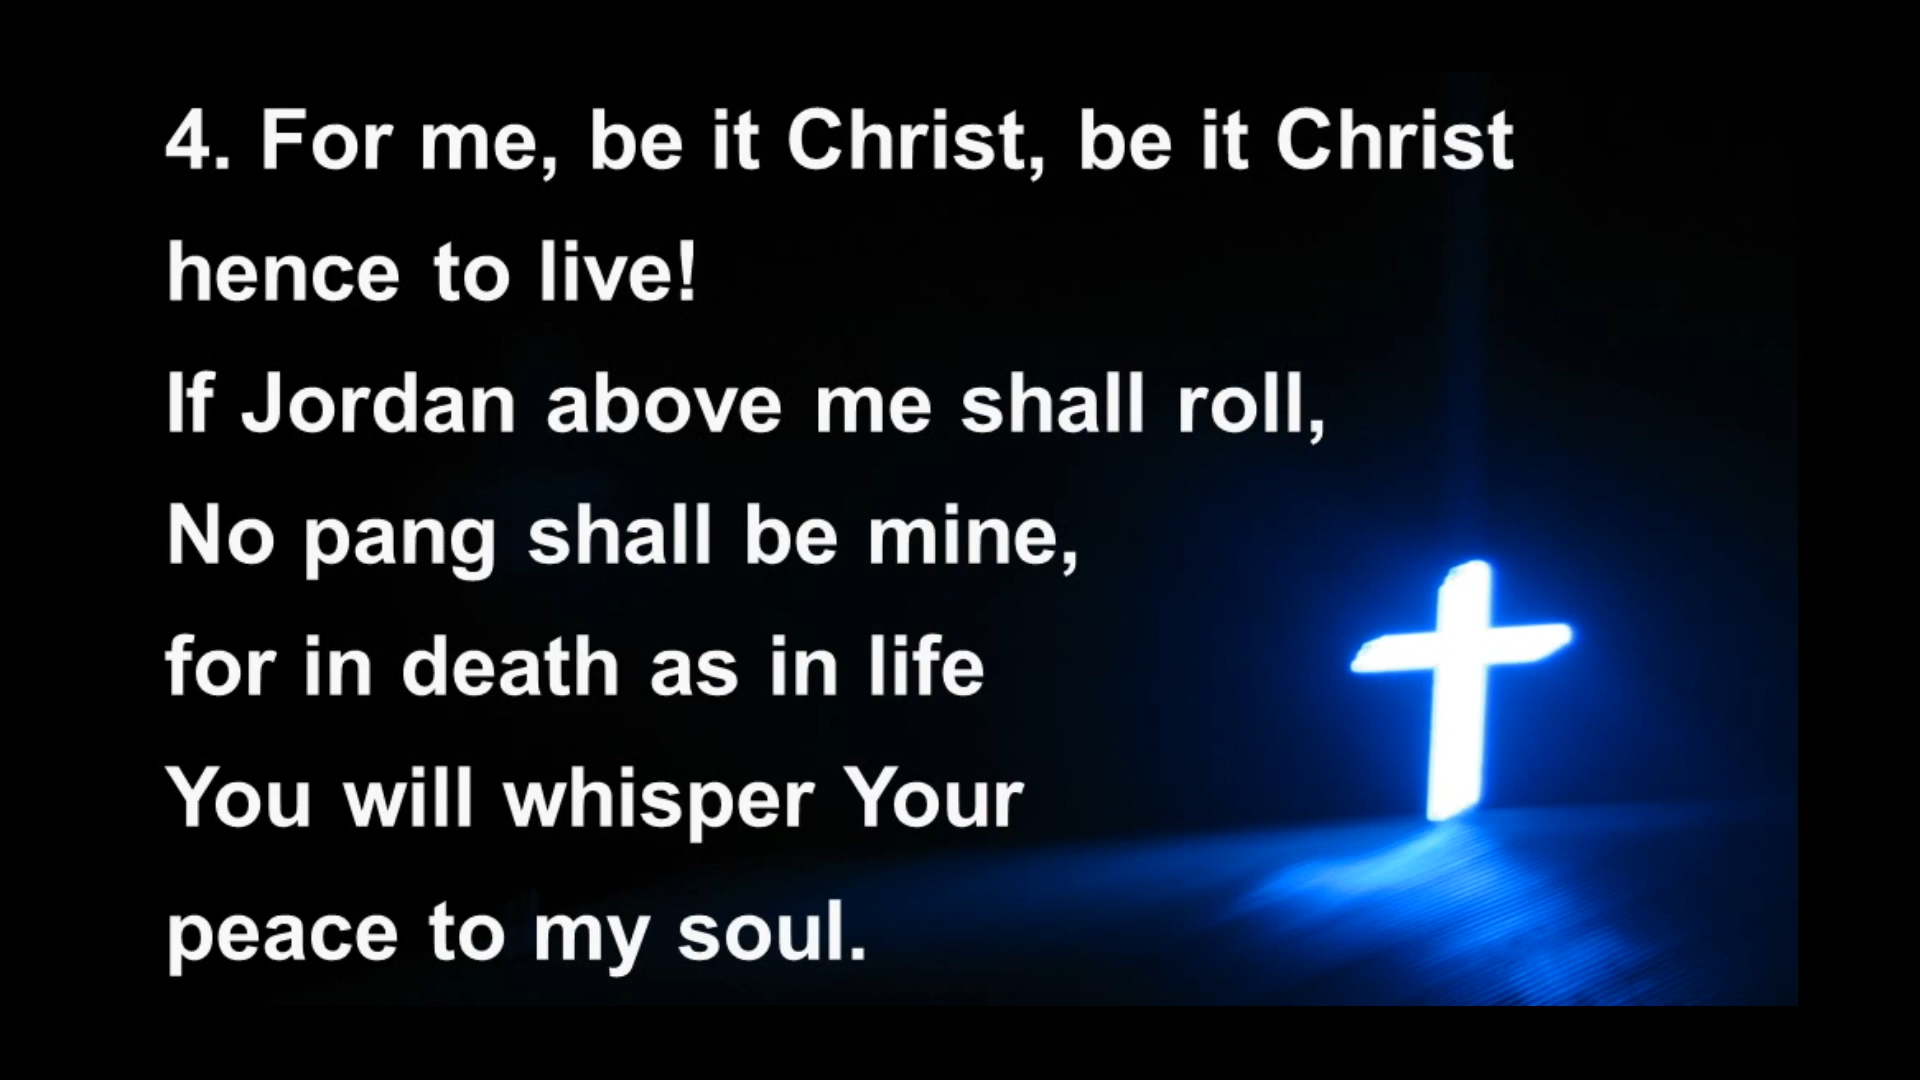 4. For me, be it Christ, be it Christ
hence to live!
If Jordan above me shall roll,
No pang shall be mine,
for in death as in life
You will whisper Your
peace to my soul.